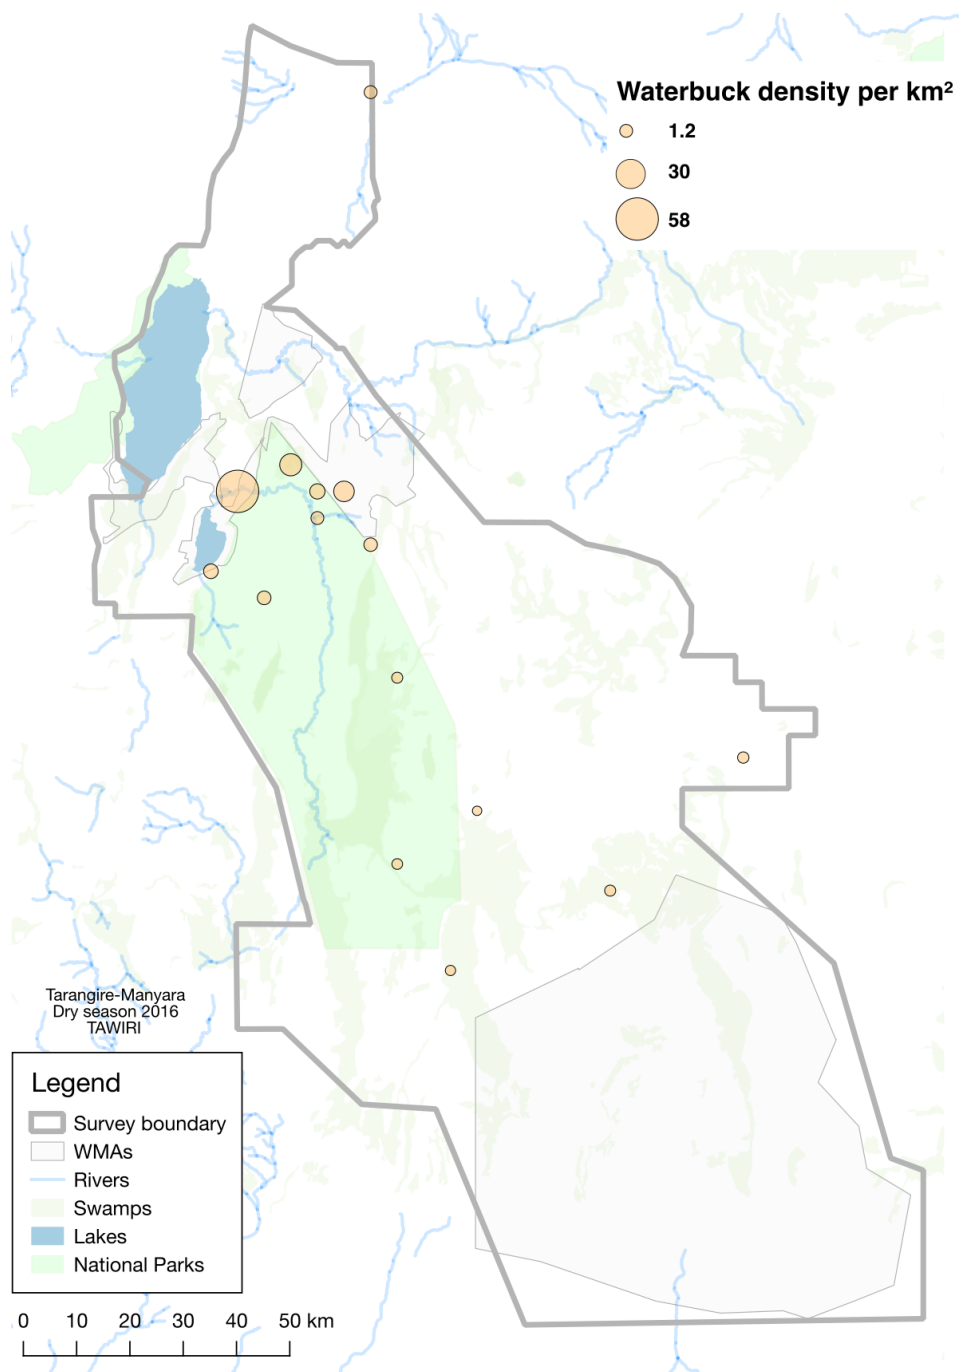 Waterbuck density per km²
1.2
30
58
Tarangire-Manyara
Dry season 2016
TAWIRI
Legend
Survey boundary
WMAs
Rivers
Swamps
Lakes
National Parks
0 10 20 30 40 50 km